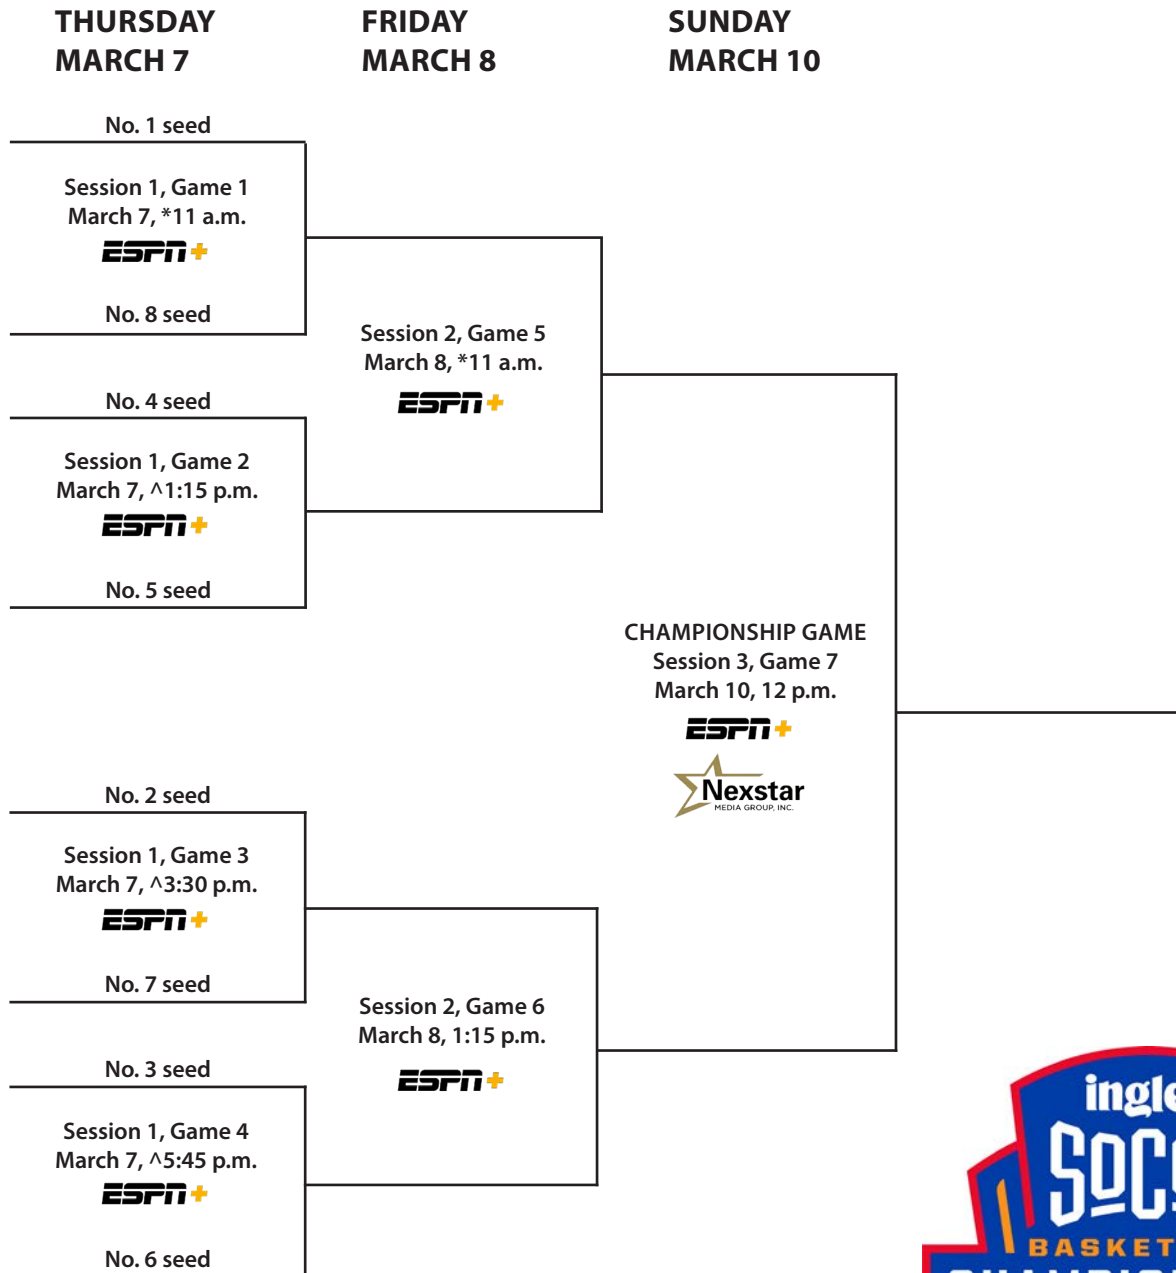 THURSDAY
MARCH 7
FRIDAY
MARCH 8
SUNDAY
MARCH 10
No. 1 seed
Session 1, Game 1
March 7, *11 a.m.
ESPN+
No. 8 seed
Session 2, Game 5
March 8, *11 a.m.
ESPN+
No. 4 seed
Session 1, Game 2
March 7, ^1:15 p.m.
ESPN+
No. 5 seed
CHAMPIONSHIP GAME
Session 3, Game 7
March 10, 12 p.m.
ESPN+
Nexstar
MEDIA GROUP, INC.
No. 2 seed
Session 1, Game 3
March 7, ^3:30 p.m.
ESPN+
No. 7 seed
Session 2, Game 6
March 8, 1:15 p.m.
ESPN+
No. 3 seed
Session 1, Game 4
March 7, ^5:45 p.m.
ESPN+
No. 6 seed